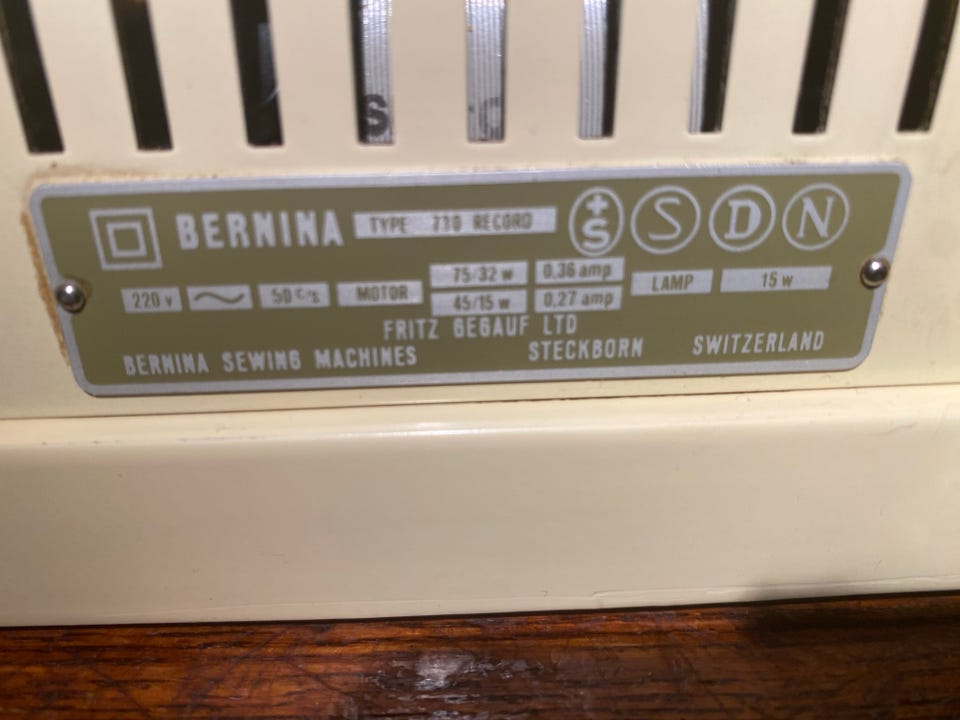 BERNINA TYPE 730 RECORD +S S D N
220 v 50 C/S MOTOR 75/32 w 0,36 amp LAMP 15 w
45/15 w 0,27 amp
FRITZ GEGAUF LTD
BERNINA SEWING MACHINES STECKBORN SWITZERLAND